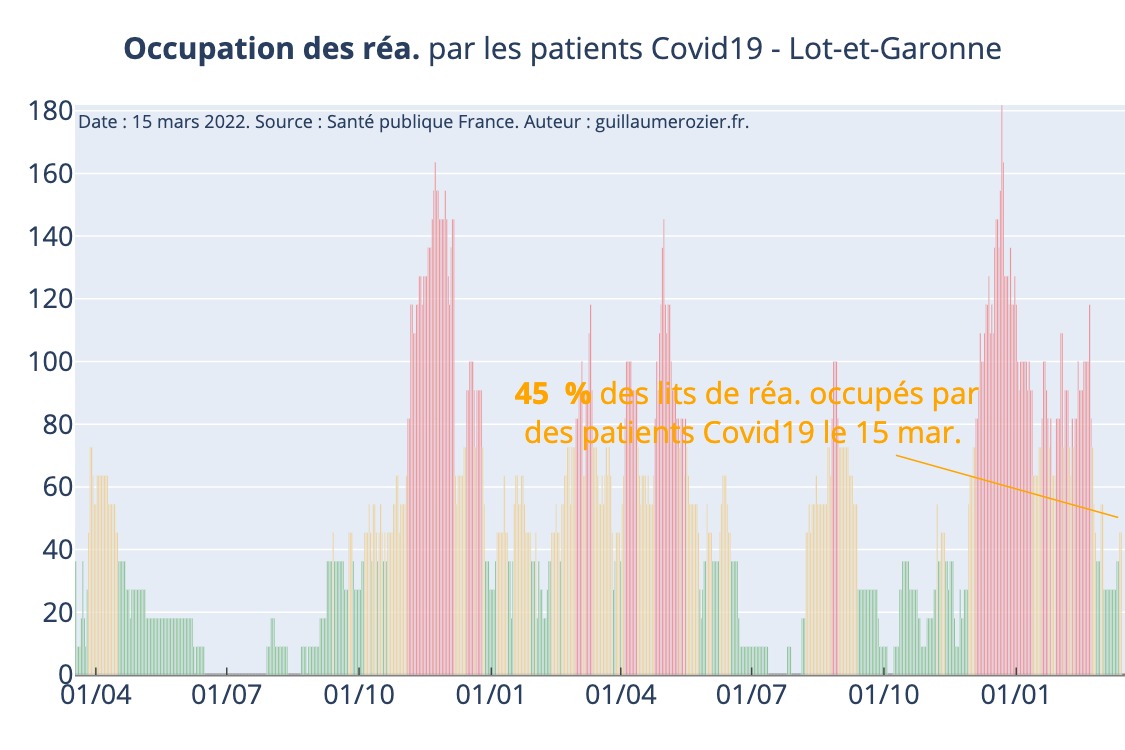 Occupation des réa. par les patients Covid19 - Lot-et-Garonne
180
Date : 15 mars 2022. Source : Santé publique France. Auteur : guillaumerozier.fr.
160
140
120
100
45 % des lits de réa. occupés par
80
des patients Covid19 le 15 mar.
60
40
20
0
01/04 01/07 01/10 01/01 01/04 01/07 01/10 01/01